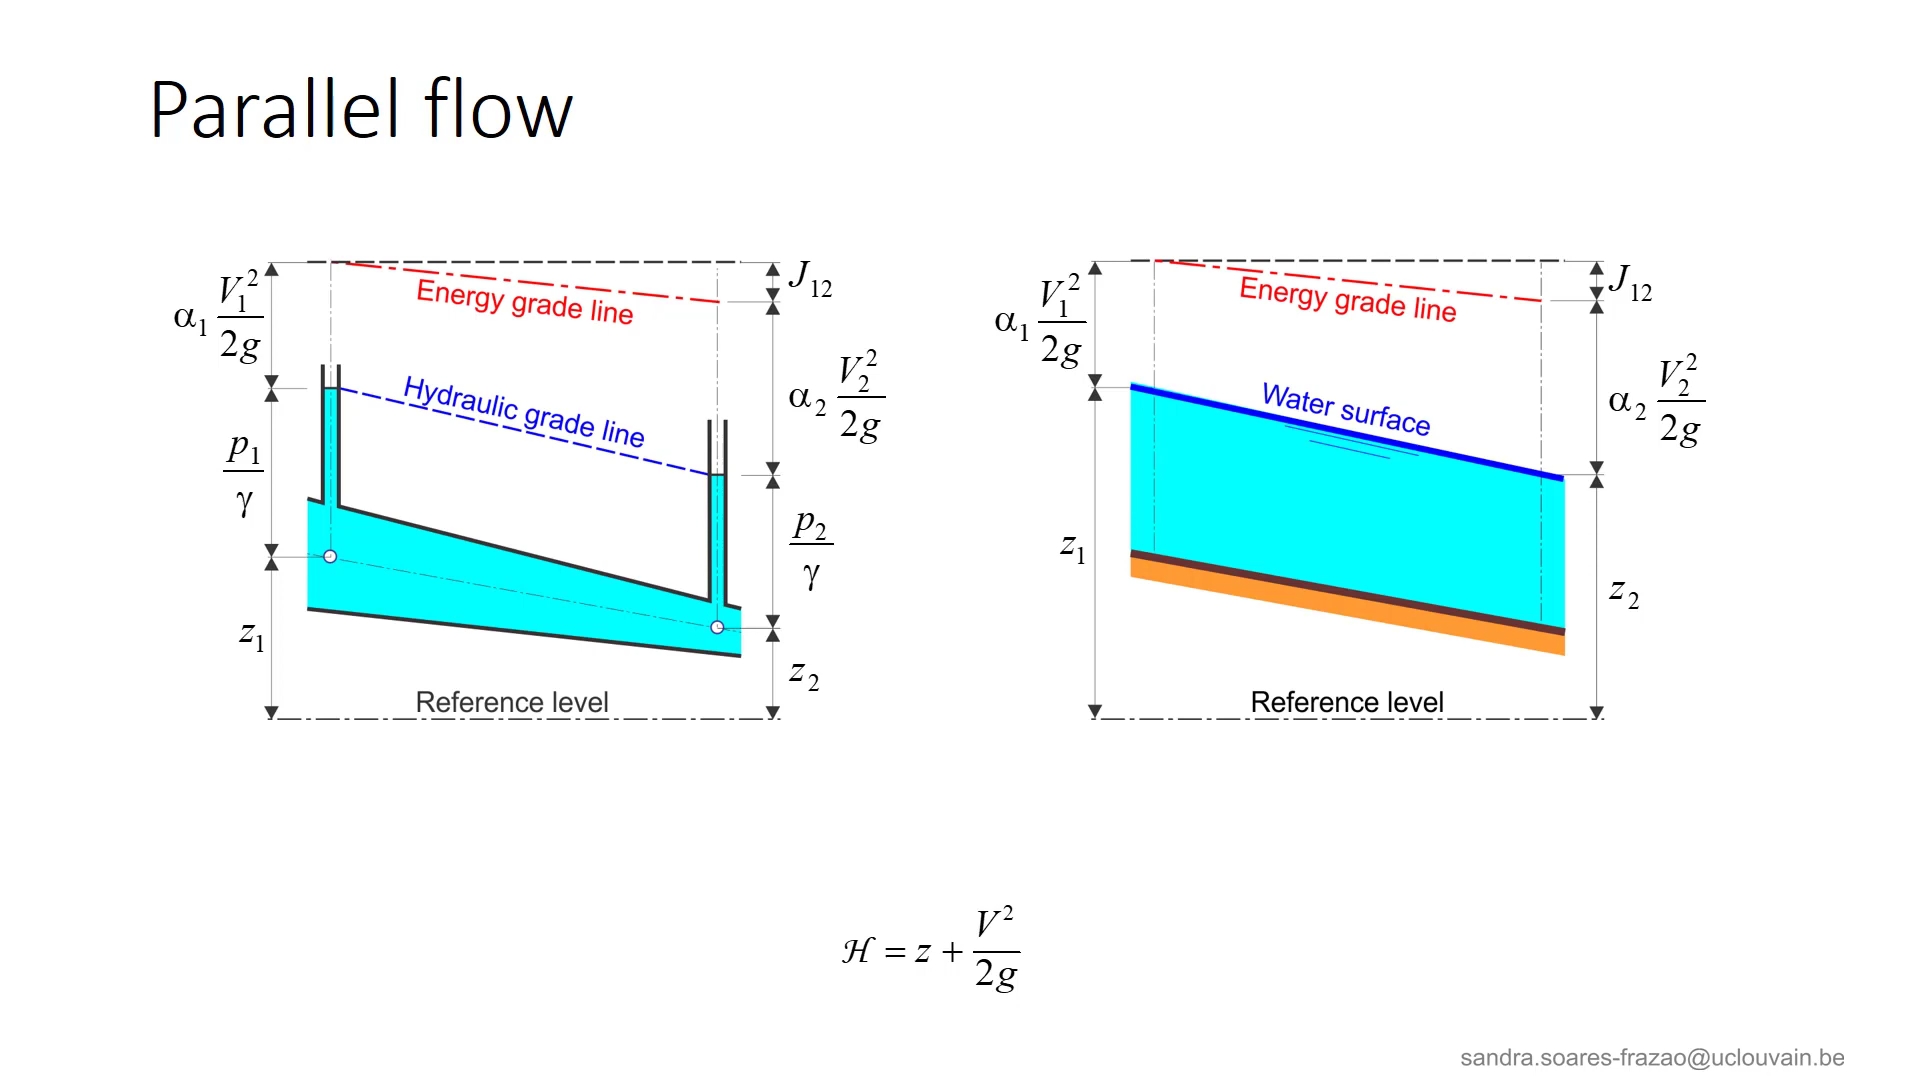 Parallel flow
α₁ V₁²/2g
p₁/γ
z₁
Energy grade line
Hydraulic grade line
Reference level
J₁₂
α₂ V₂²/2g
p₂/γ
z₂
α₁ V₁²/2g
z₁
Energy grade line
Water surface
Reference level
J₁₂
α₂ V₂²/2g
z₂
ℋ = z + V²/2g
sandra.soares-frazao@uclouvain.be